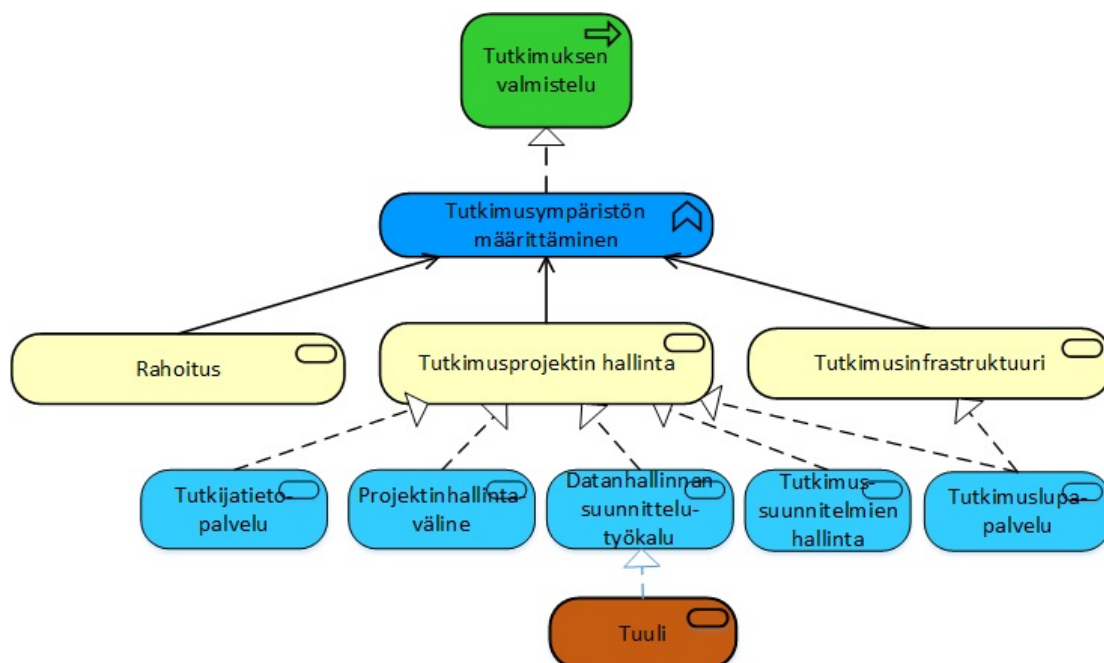 Tutkimuksen
valmistelu
Tutkimusympäristön
määrittäminen
Rahoitus
Tutkimusprojektin hallinta
Tutkimusinfrastruktuuri
Tutkijatieto-
palvelu
Projektinhallinta-
väline
Datanhallinnan
suunnittelu-
työkalu
Tutkimus-
suunnitelmien
hallinta
Tutkimuslupa-
palvelu
Tuuli